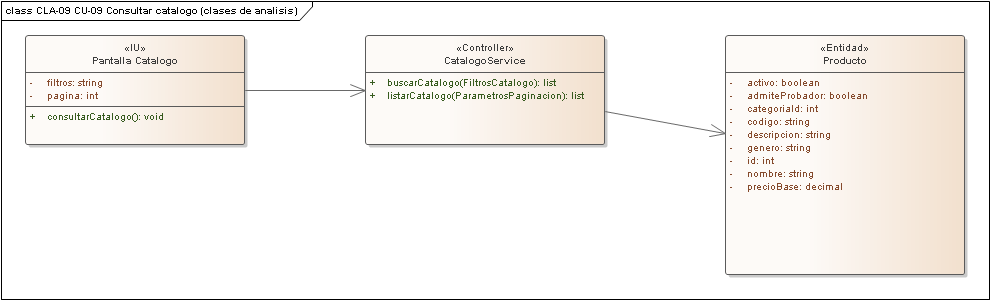 class CLA-09 CU-09 Consultar catalogo (clases de analisis)
«IU»
Pantalla Catalogo
- filtros: string
- pagina: int
+ consultarCatalogo(): void
«Controller»
CatalogoService
+ buscarCatalogo(FiltrosCatalogo): list
+ listarCatalogo(ParametrosPaginacion): list
«Entidad»
Producto
- activo: boolean
- admiteProbador: boolean
- categoriaId: int
- codigo: string
- descripcion: string
- genero: string
- id: int
- nombre: string
- precioBase: decimal